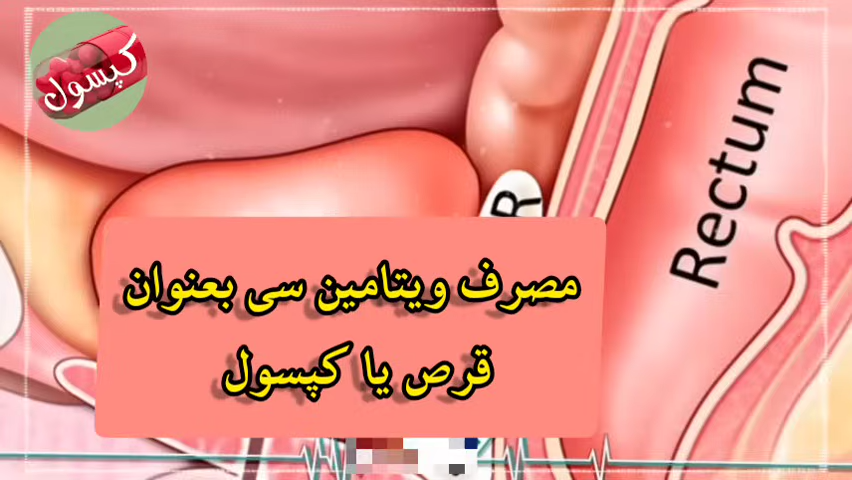 کپسول
R
Rectum
مصرف ویتامین سی بعنوان
قرص یا کپسول